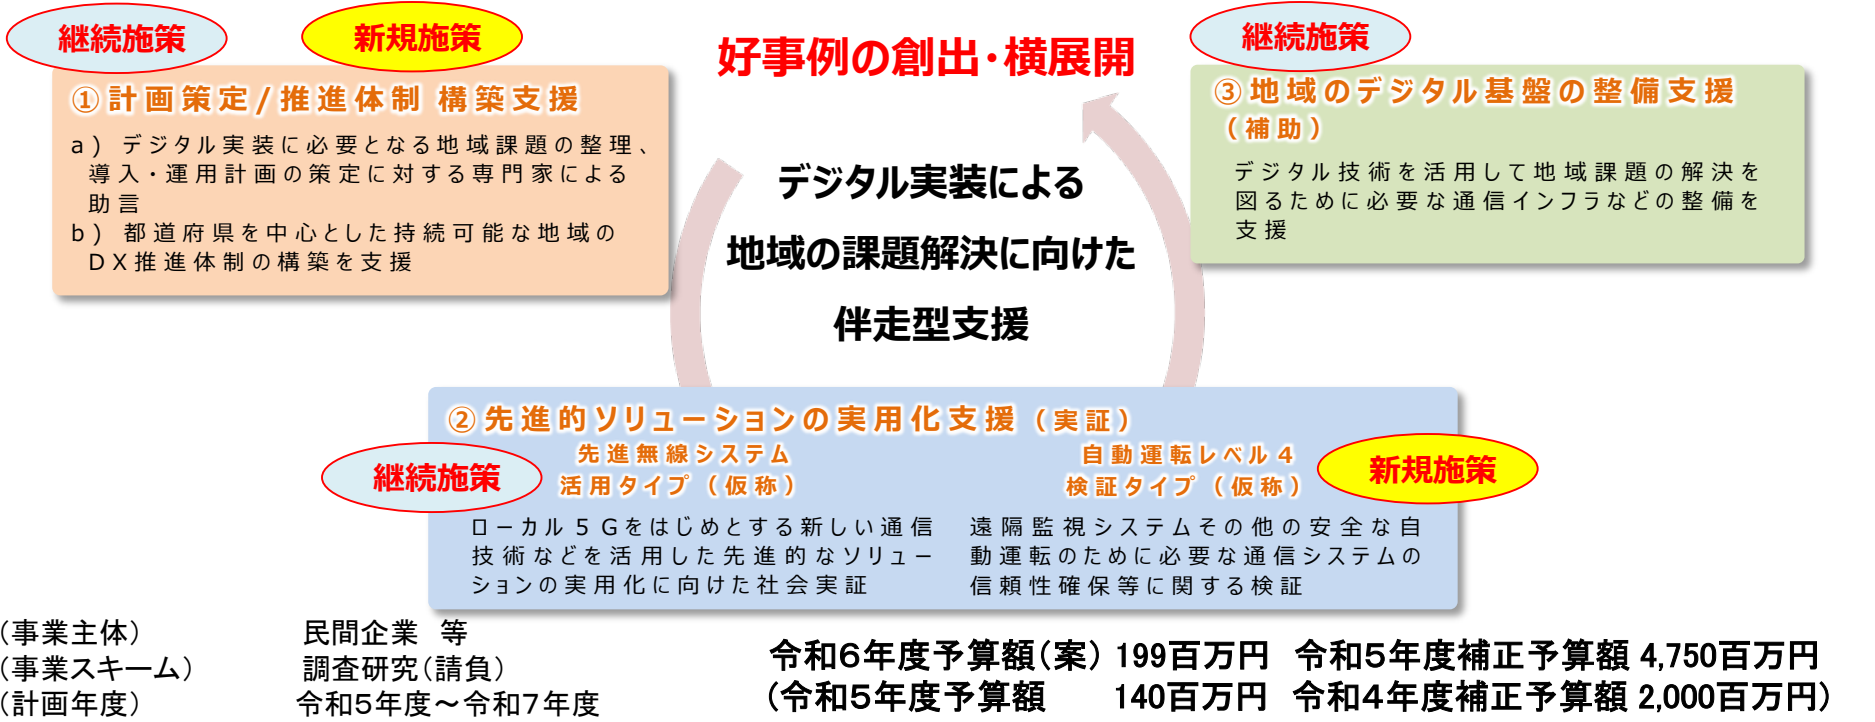 継続施策
新規施策
①計画策定/推進体制 構築支援
a) デジタル実装に必要となる地域課題の整理、
導入・運用計画の策定に対する専門家による
助言
b) 都道府県を中心とした持続可能な地域の
DX推進体制の構築を支援
好事例の創出・横展開
デジタル実装による
地域の課題解決に向けた
伴走型支援
継続施策
③地域のデジタル基盤の整備支援
（補助）
デジタル技術を活用して地域課題の解決を
図るために必要な通信インフラなどの整備を
支援
②先進的ソリューションの実用化支援（実証）
継続施策
先進無線システム
活用タイプ（仮称）
ローカル5Gをはじめとする新しい通信
技術などを活用した先進的なソリュー
ションの実用化に向けた社会実証
自動運転レベル4
検証タイプ（仮称）
新規施策
遠隔監視システムその他の安全な自
動運転のために必要な通信システムの
信頼性確保等に関する検証
（事業主体） 民間企業 等
（事業スキーム） 調査研究（請負）
（計画年度） 令和5年度～令和7年度
令和6年度予算額（案） 199百万円 令和5年度補正予算額 4,750百万円
（令和5年度予算額 140百万円 令和4年度補正予算額 2,000百万円）